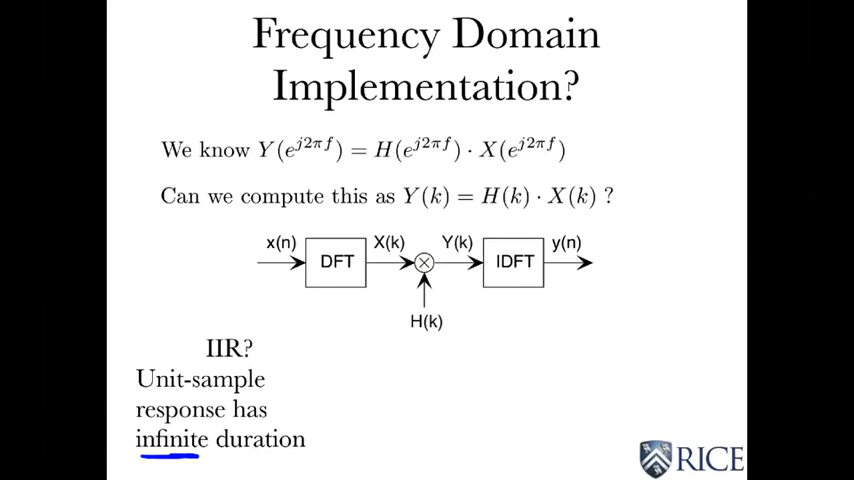 Frequency Domain
Implementation?
We know Y(e^{j2πf}) = H(e^{j2πf}) · X(e^{j2πf})
Can we compute this as Y(k) = H(k) · X(k) ?
x(n) DFT X(k) Y(k) IDFT y(n)
H(k)
IIR?
Unit-sample
response has
infinite duration
RICE